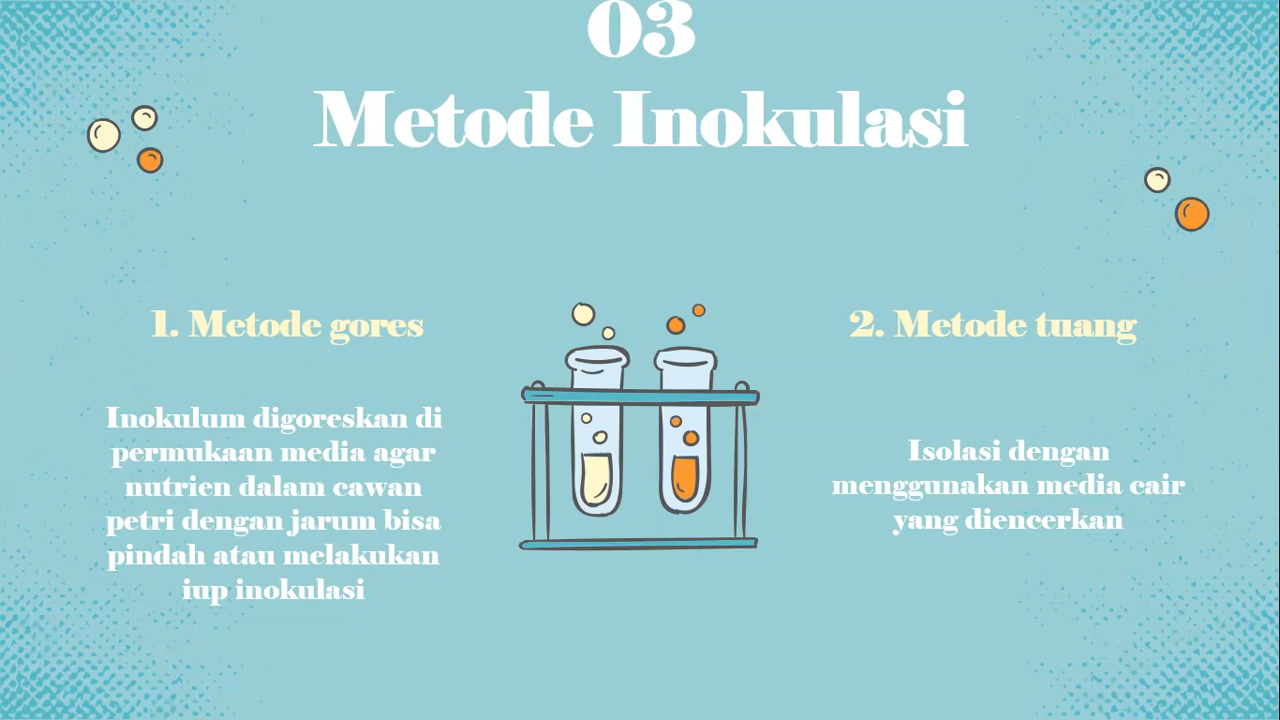 03
Metode Inokulasi
1. Metode gores
Inokulum digoreskan di
permukaan media agar
nutrien dalam cawan
petri dengan jarum bisa
pindah atau melakukan
iup inokulasi
2. Metode tuang
Isolasi dengan
menggunakan media cair
yang diencerkan